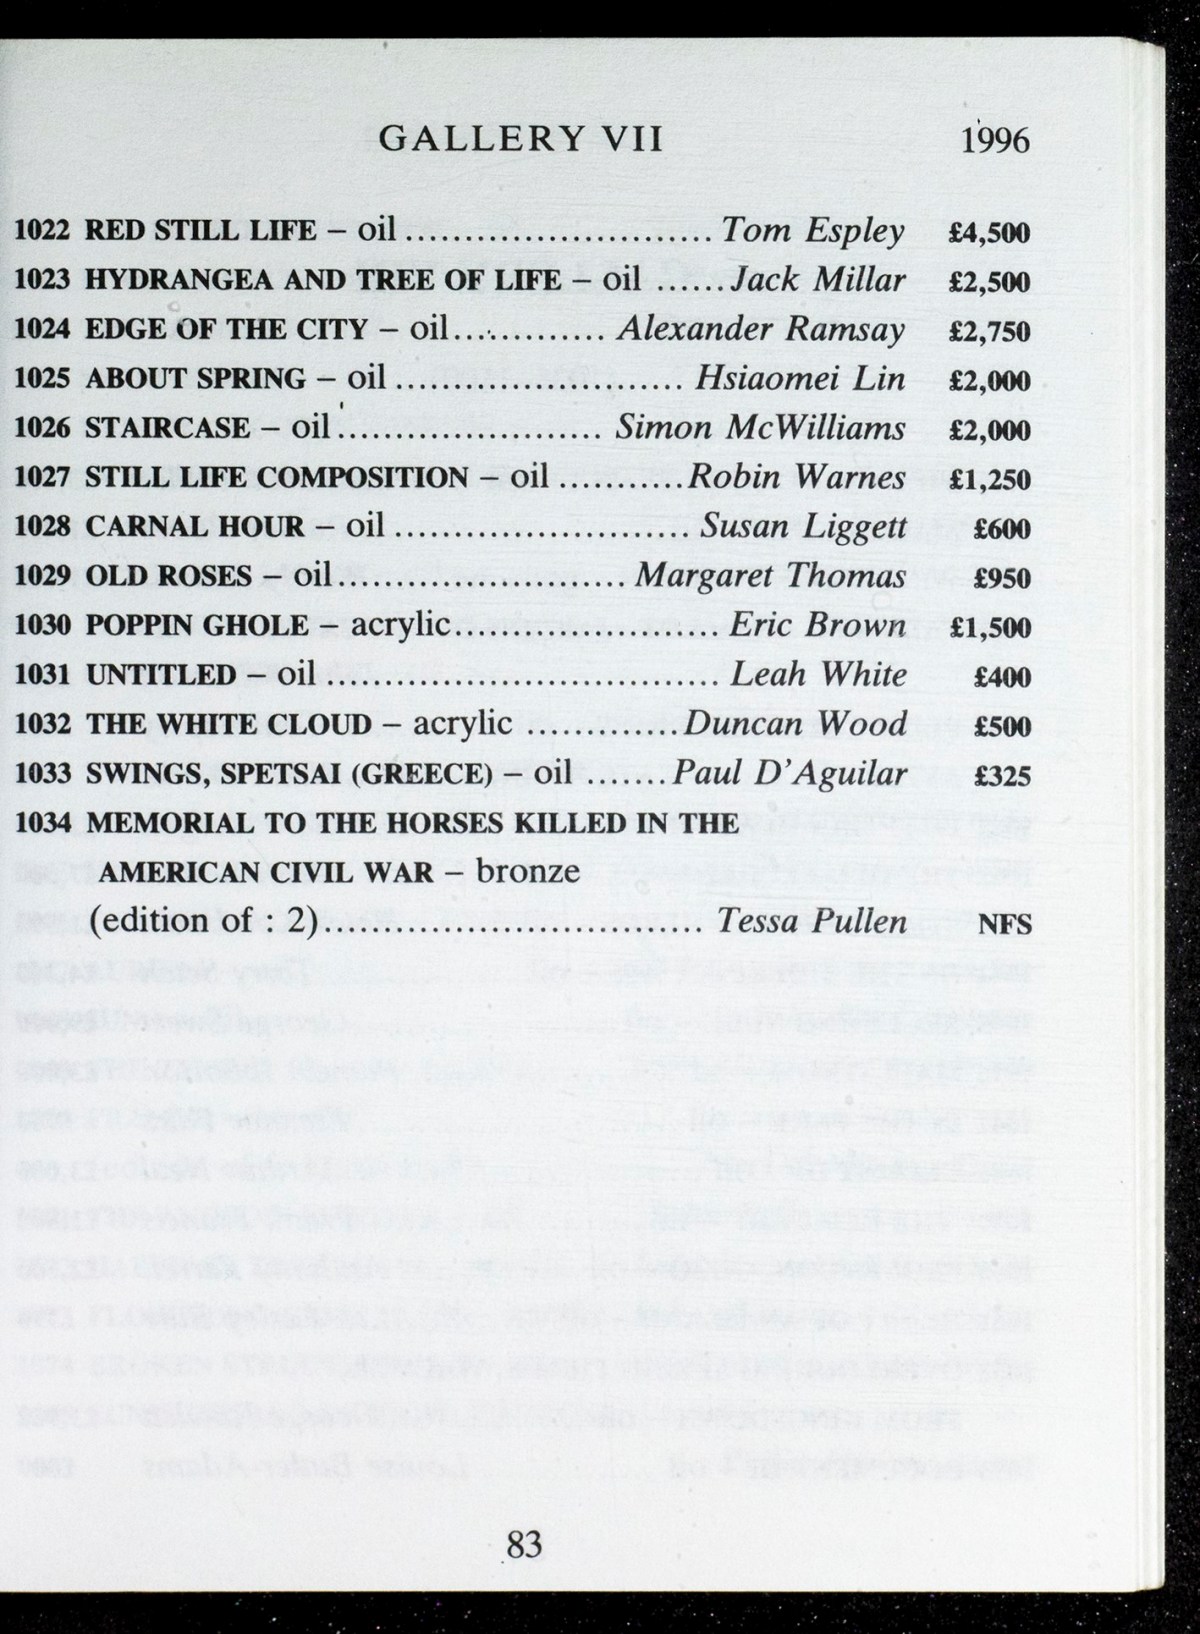 GALLERY VII 1996
1022 RED STILL LIFE – oil .......................... Tom Espley £4,500
1023 HYDRANGEA AND TREE OF LIFE – oil ......Jack Millar £2,500
1024 EDGE OF THE CITY – oil............. Alexander Ramsay £2,750
1025 ABOUT SPRING – oil ......................... Hsiaomei Lin £2,000
1026 STAIRCASE – oil ....................... Simon McWilliams £2,000
1027 STILL LIFE COMPOSITION – oil ...........Robin Warnes £1,250
1028 CARNAL HOUR – oil .......................... Susan Liggett £600
1029 OLD ROSES – oil......................... Margaret Thomas £950
1030 POPPIN GHOLE – acrylic....................... Eric Brown £1,500
1031 UNTITLED – oil .................................. Leah White £400
1032 THE WHITE CLOUD – acrylic .............Duncan Wood £500
1033 SWINGS, SPETSAI (GREECE) – oil .......Paul D'Aguilar £325
1034 MEMORIAL TO THE HORSES KILLED IN THE
AMERICAN CIVIL WAR – bronze
(edition of : 2)................................. Tessa Pullen NFS
83